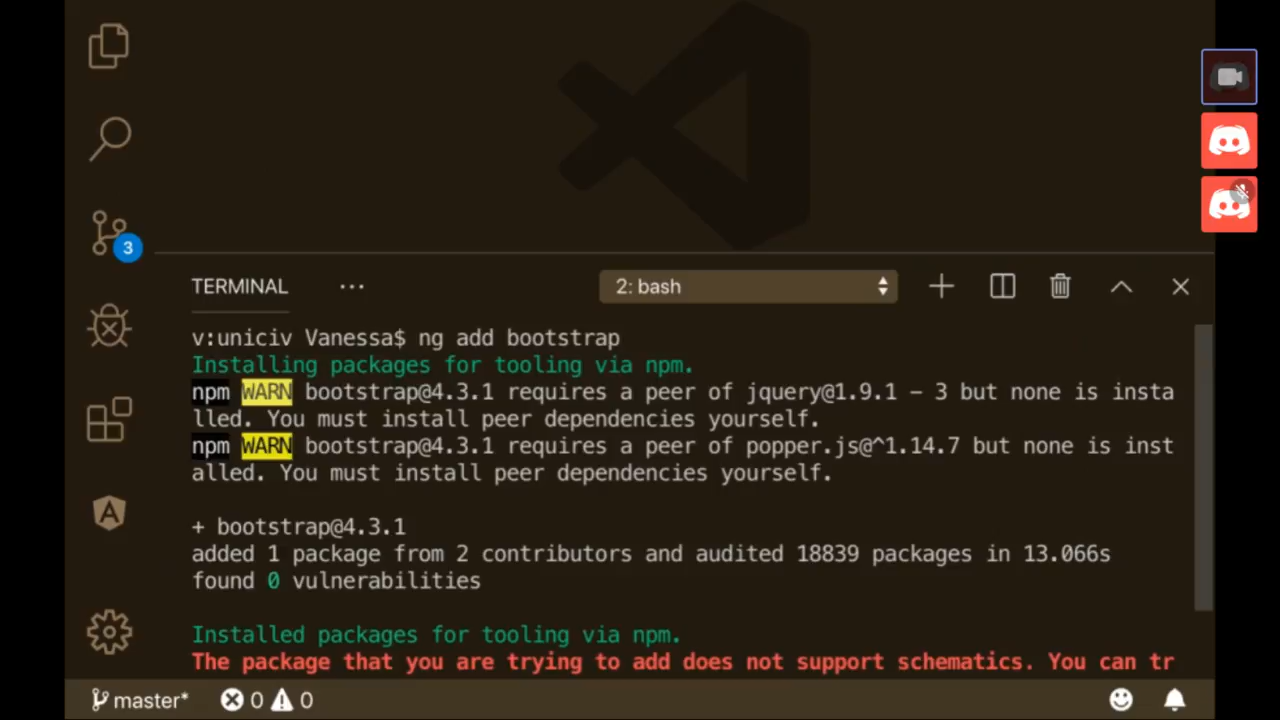 3
TERMINAL ···
2: bash
v:univciv Vanessa$ ng add bootstrap
Installing packages for tooling via npm.
npm WARN bootstrap@4.3.1 requires a peer of jquery@1.9.1 – 3 but none is insta
lled. You must install peer dependencies yourself.
npm WARN bootstrap@4.3.1 requires a peer of popper.js@^1.14.7 but none is inst
alled. You must install peer dependencies yourself.
+ bootstrap@4.3.1
added 1 package from 2 contributors and audited 18839 packages in 13.066s
found 0 vulnerabilities
Installed packages for tooling via npm.
The package that you are trying to add does not support schematics. You can tr
master* 0 0